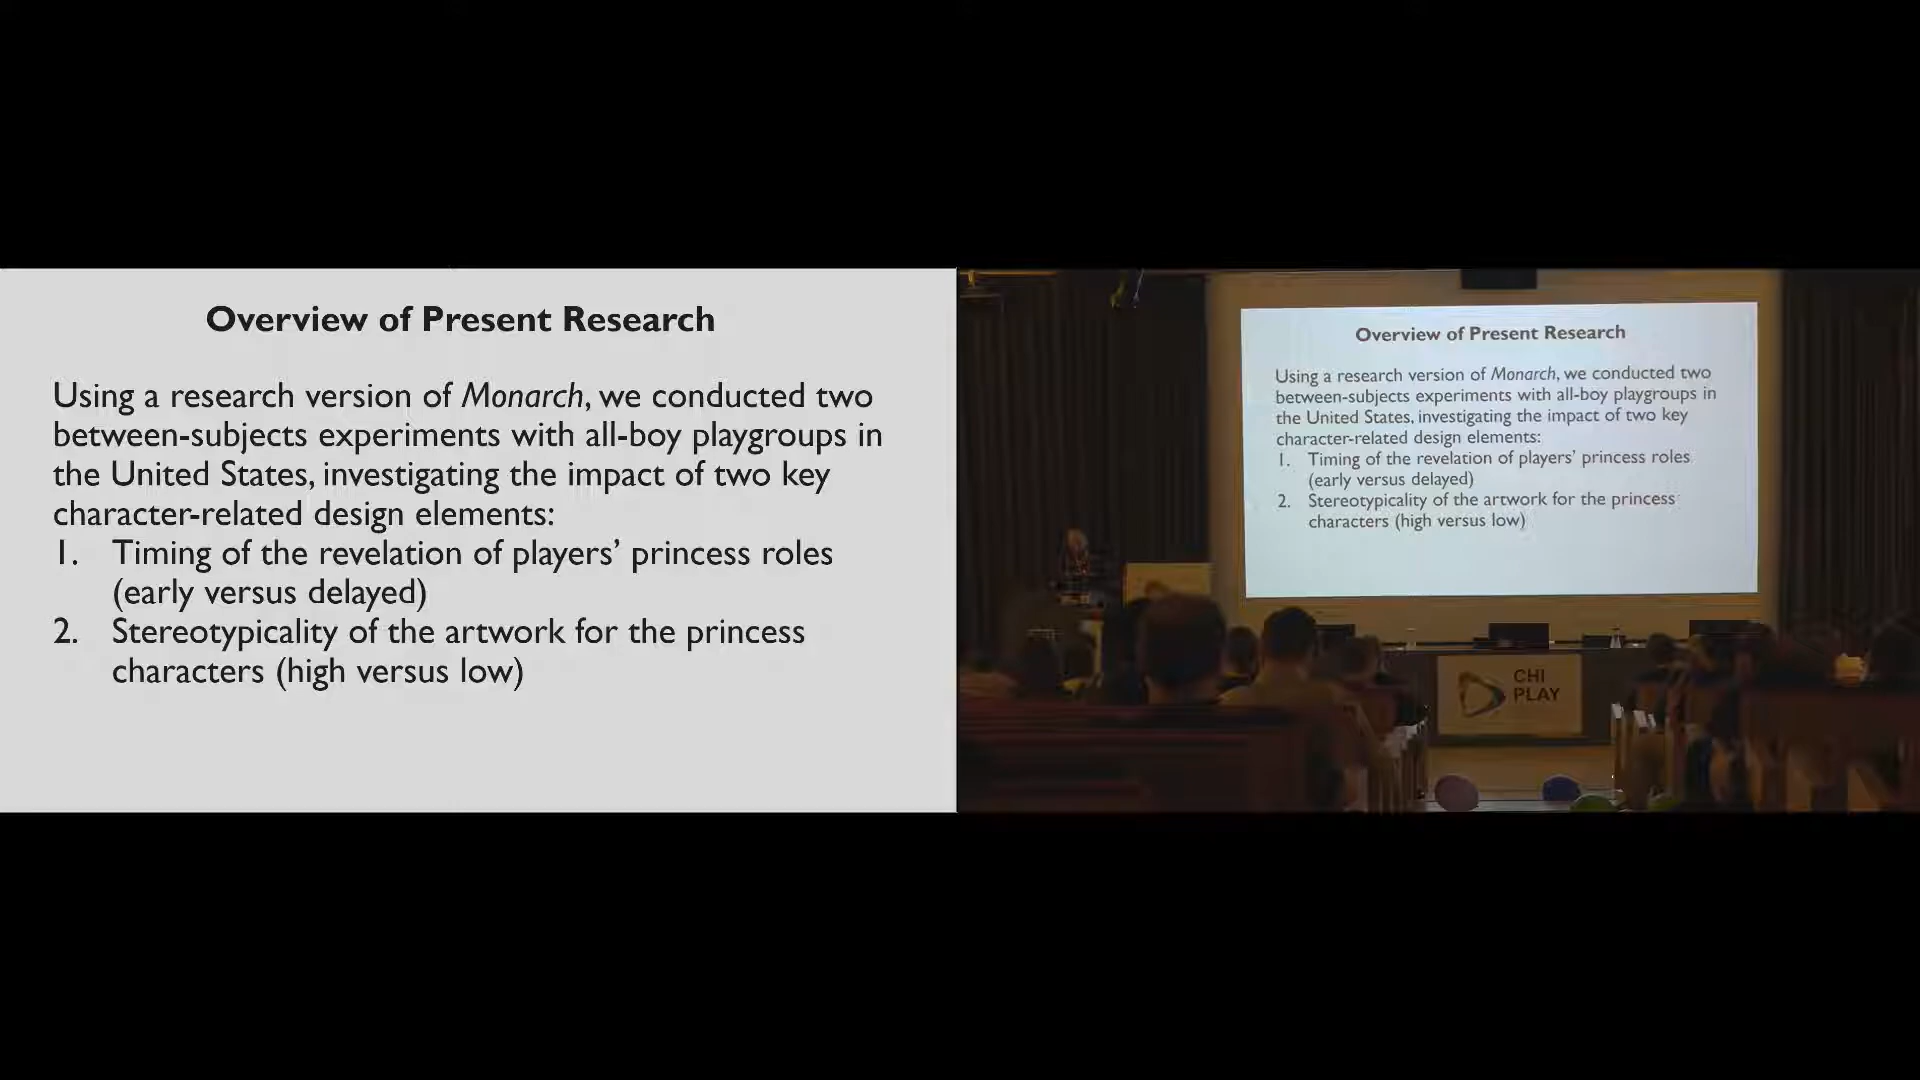 Overview of Present Research
Using a research version of Monarch, we conducted two
between-subjects experiments with all-boy playgroups in
the United States, investigating the impact of two key
character-related design elements:
1. Timing of the revelation of players’ princess roles
(early versus delayed)
2. Stereotypicality of the artwork for the princess
characters (high versus low)
Overview of Present Research
Using a research version of Monarch, we conducted two
between-subjects experiments with all-boy playgroups in
the United States, investigating the impact of two key
character-related design elements:
1. Timing of the revelation of players’ princess roles
(early versus delayed)
2. Stereotypicality of the artwork for the princess
characters (high versus low)
CHI
PLAY